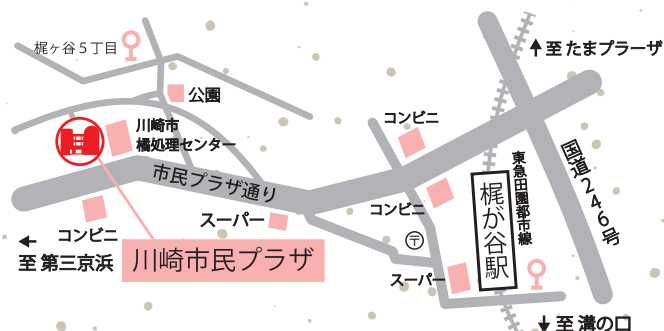 梶ヶ谷5丁目
公園
川崎市
橘処理センター
市民プラザ通り
コンビニ
至 第三京浜
川崎市民プラザ
スーパー
コンビニ
コンビニ
〒
スーパー
梶が谷駅
東急田園都市線
至 たまプラーザ
国道246号
至 溝の口